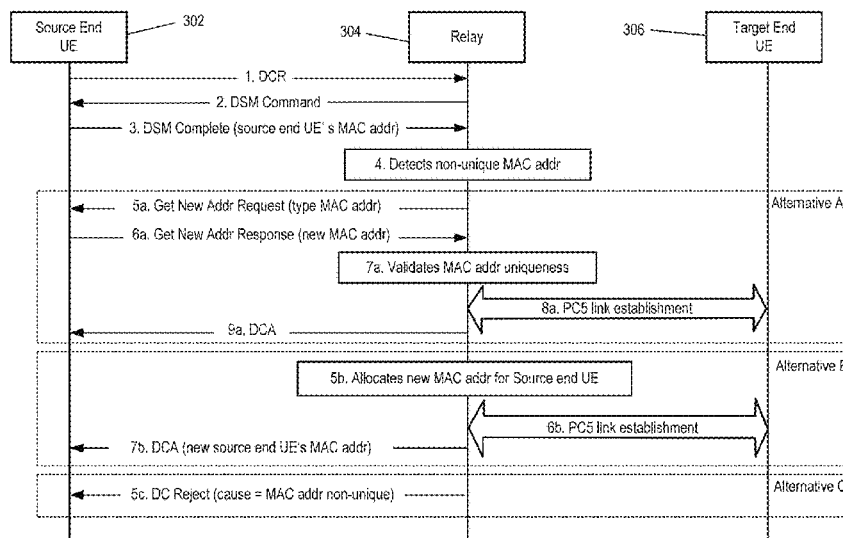 Source End
UE
302
304
Relay
306
Target End
UE
1. DCR
2. DSM Command
3. DSM Complete (source end UE's MAC addr)
4. Detects non-unique MAC addr
Alternative A
5a. Get New Addr Request (type MAC addr)
6a. Get New Addr Response (new MAC addr)
7a. Validates MAC addr uniqueness
8a. PC5 link establishment
9a. DCA
Alternative
5b. Allocates new MAC addr for Source end UE
6b. PC5 link establishment
7b. DCA (new source end UE's MAC addr)
Alternative
5c. DC Reject (cause = MAC addr non-unique)